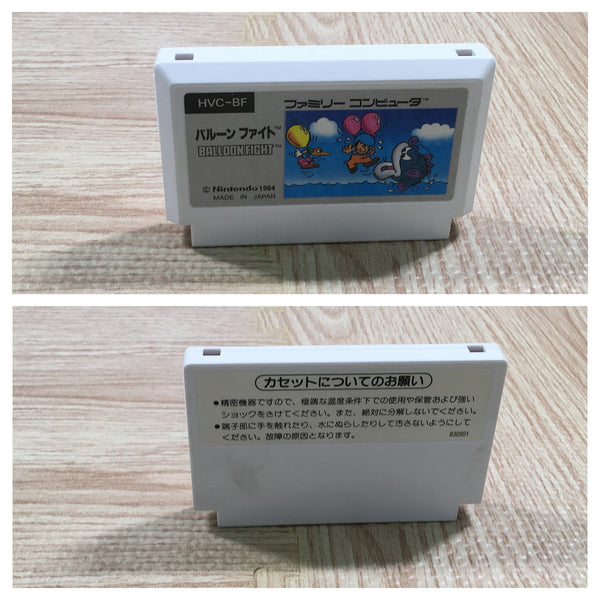 HVC-BF
ファミリー コンピュータ™
バルーン ファイト™
BALLOON FIGHT™
©Nintendo 1984
MADE IN JAPAN
カセットについてのお願い
●精密機器ですので、極端な温度条件下での使用や保管および強い
ショックをさけてください。また、絶対に分解しないでください。
●端子部に手を触れたり、水にぬらしたりして汚さないようにして
ください。故障の原因となります。
830901